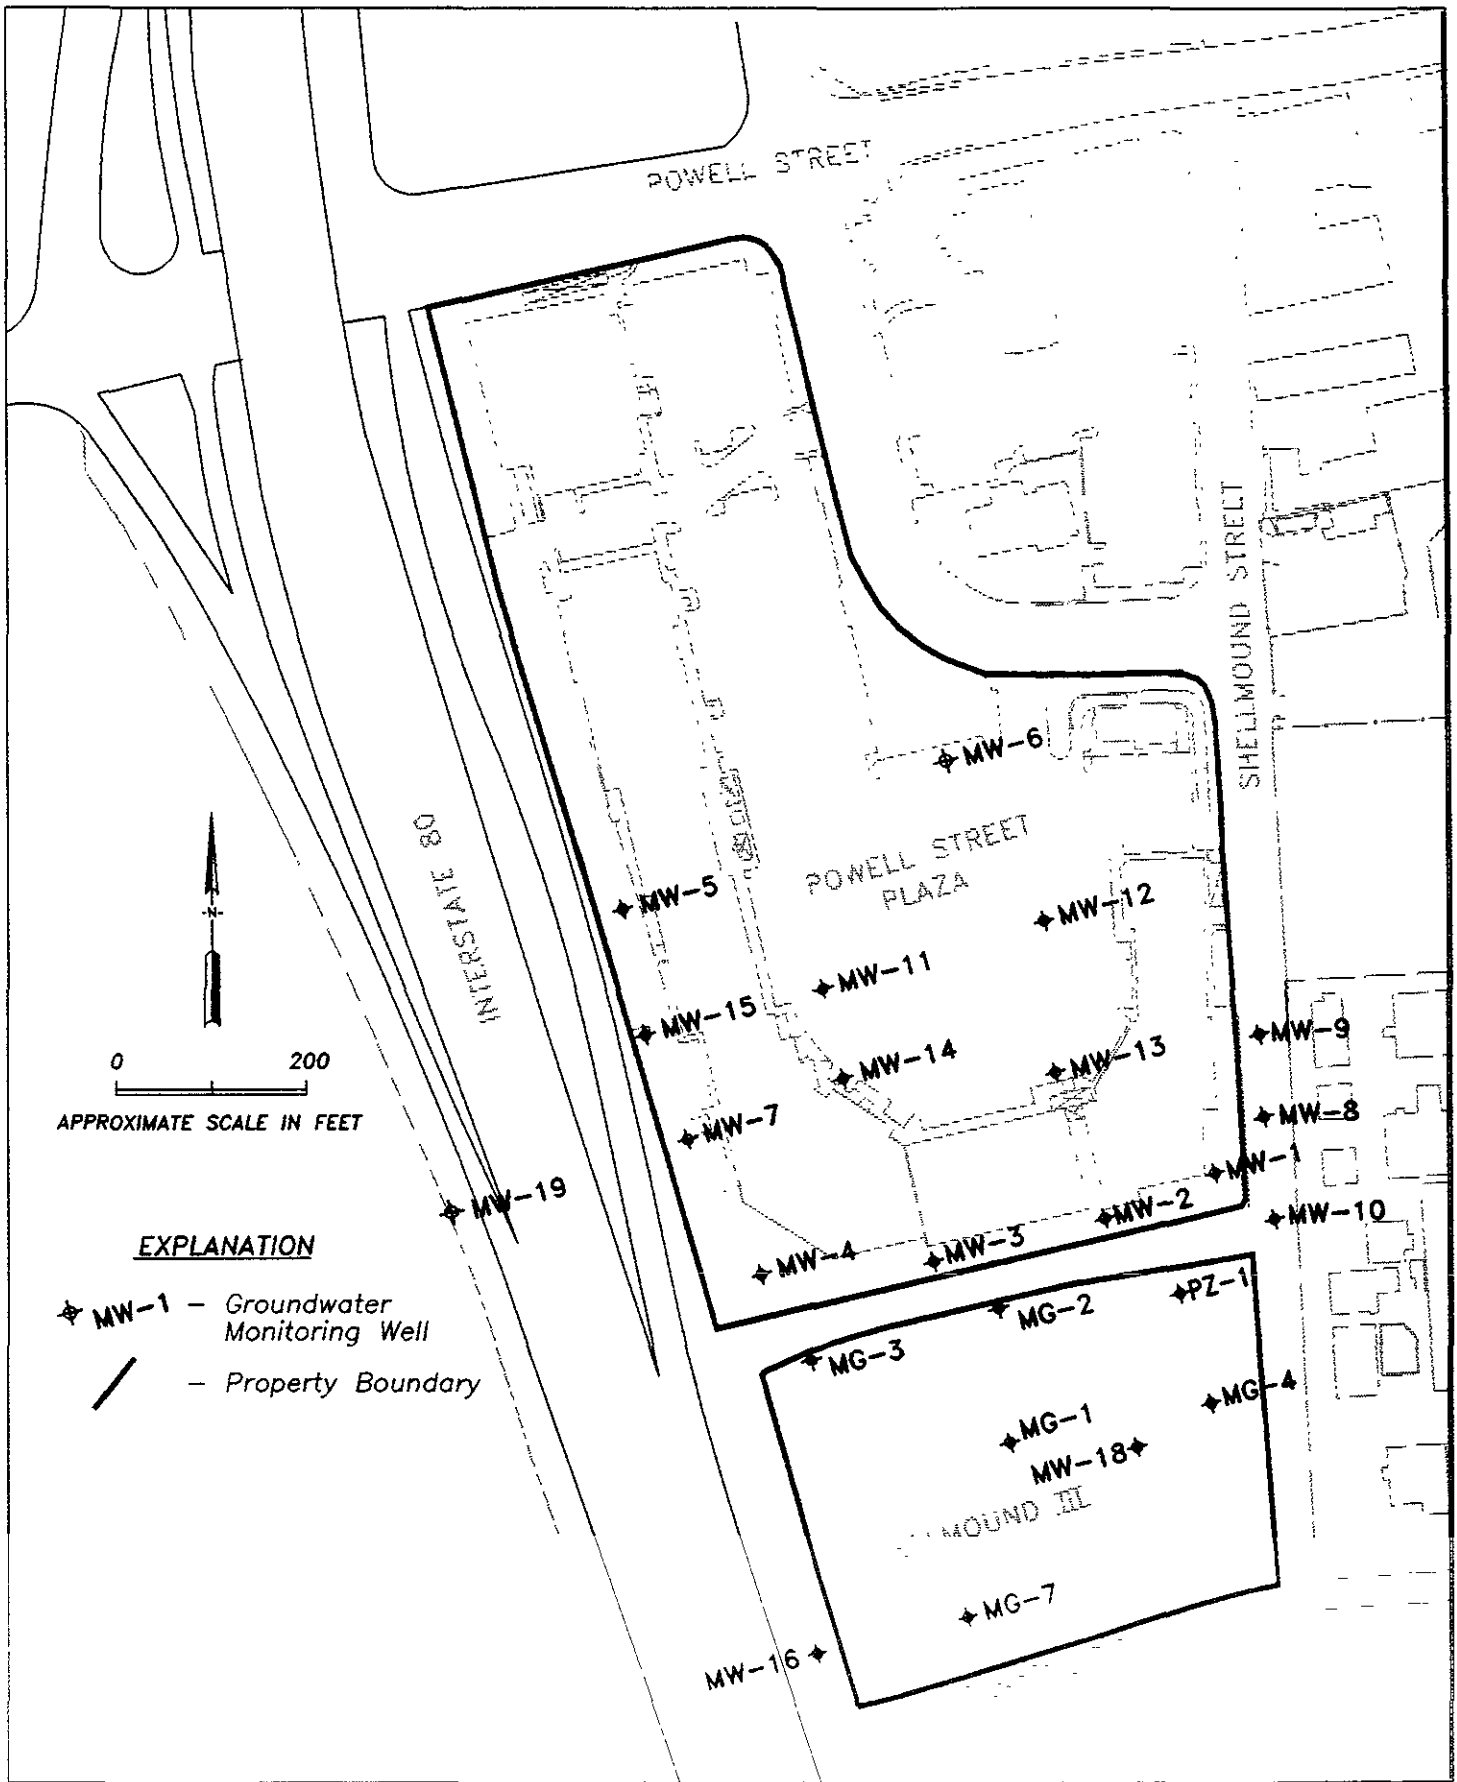 POWELL STREET
SHELLMOUND STREET
MW-6
INTERSTATE 80
POWELL STREET
PLAZA
MW-5
MW-12
-N-
MW-11
MW-15
MW-9
0 200
MW-14
MW-13
APPROXIMATE SCALE IN FEET
MW-8
MW-7
MW-1
MW-19
MW-2
MW-10
EXPLANATION
MW-3
MW-4
MW-1 - Groundwater
Monitoring Well
PZ-1
MG-2
MG-3
- Property Boundary
MG-4
MG-1
MW-18
MOUND III
MG-7
MW-16